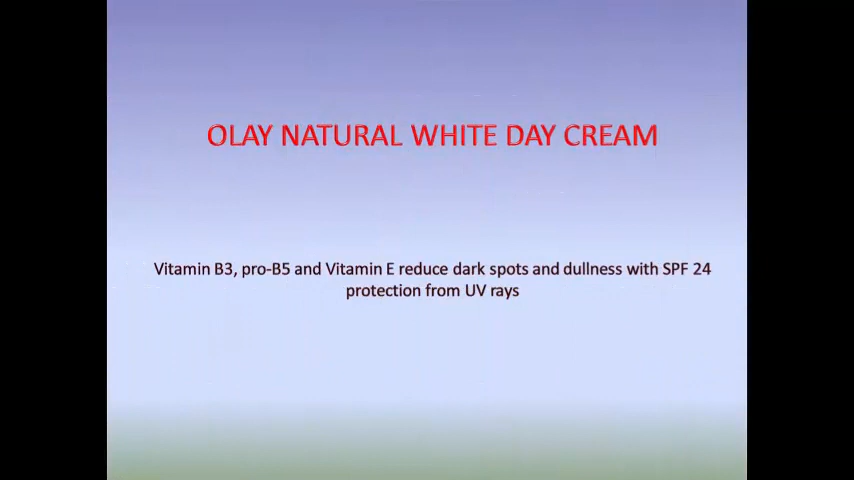 OLAY NATURAL WHITE DAY CREAM
Vitamin B3, pro-B5 and Vitamin E reduce dark spots and dullness with SPF 24
protection from UV rays